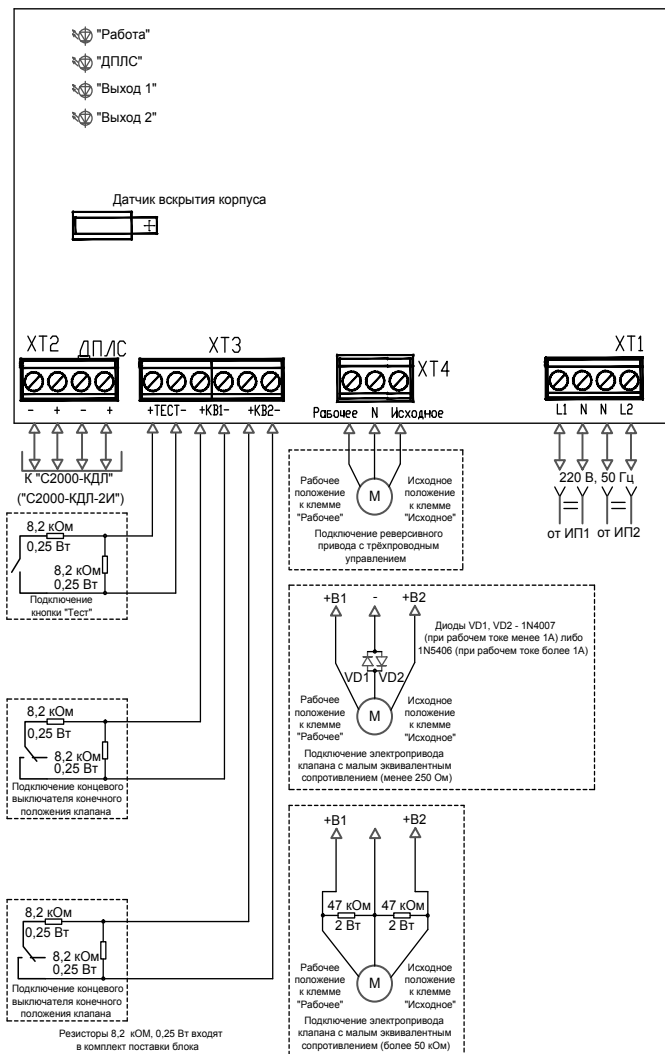 "Работа"
"ДПЛС"
"Выход 1"
"Выход 2"
Датчик вскрытия корпуса
XT2 ДПЛС XT3 XT4 XT1
- + - + +ТЕСТ- +КВ1- +КВ2- Рабочее N Исходное L1 N N L2
К "С2000-КДЛ"
("С2000-КДЛ-2И")
220 В, 50 Гц
от ИП1 от ИП2
8,2 кОм
0,25 Вт
8,2 кОм
0,25 Вт
Подключение
кнопки "Тест"
Рабочее
положение
к клемме
"Рабочее"
М
Исходное
положение
к клемме
"Исходное"
Подключение реверсивного
привода с трёхпроводным
управлением
+В1 - +В2
Диоды VD1, VD2 - 1N4007
(при рабочем токе менее 1А) либо
1N5406 (при рабочем токе более 1А)
VD1 VD2
Рабочее
положение
к клемме
"Рабочее"
М
Исходное
положение
к клемме
"Исходное"
Подключение электропривода
клапана с малым эквивалентным
сопротивлением (менее 250 Ом)
8,2 кОм
0,25 Вт
8,2 кОм
0,25 Вт
Подключение концевого
выключателя конечного
положения клапана
+В1 +В2
47 кОм 47 кОм
2 Вт 2 Вт
Рабочее
положение
к клемме
"Рабочее"
М
Исходное
положение
к клемме
"Исходное"
Подключение электропривода
клапана с малым эквивалентным
сопротивлением (более 50 кОм)
8,2 кОм
0,25 Вт
8,2 кОм
0,25 Вт
Подключение концевого
выключателя конечного
положения клапана
Резисторы 8,2 кОМ, 0,25 Вт входят
в комплект поставки блока